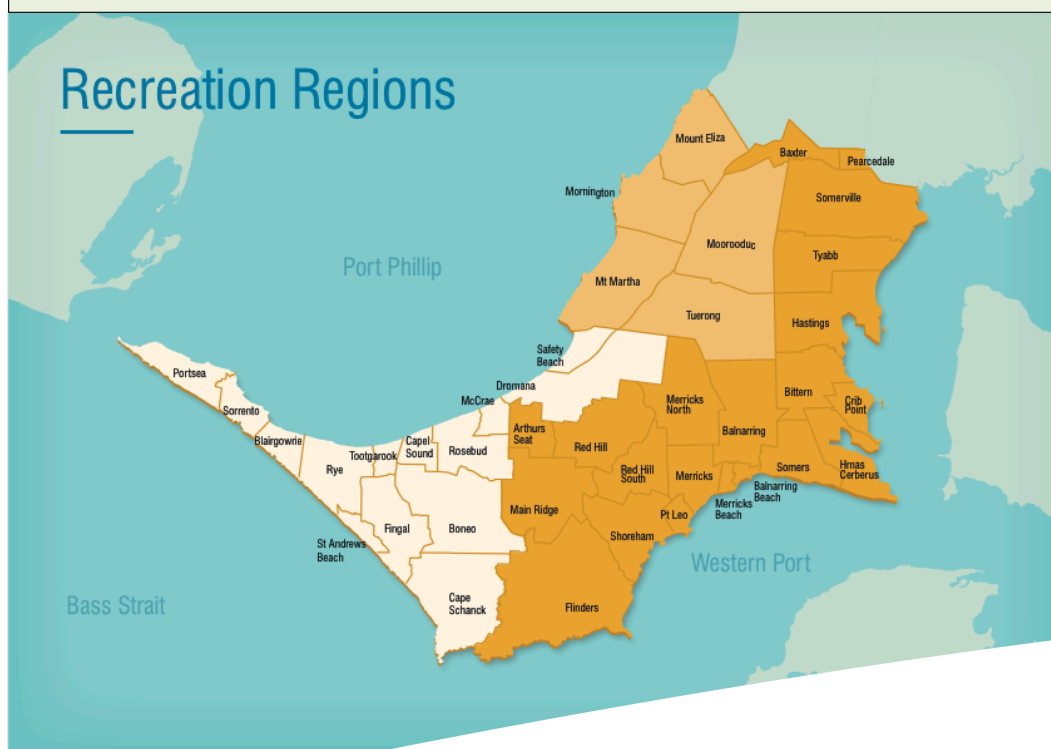 Recreation Regions
Mount Eliza
Baxter
Pearcedale
Mornington
Somerville
Moorooduc
Tyabb
Port Phillip
Mt Martha
Tuerong
Hastings
Safety
Beach
Portsea
Dromana
McCrae
Merricks
North
Bittern
Crib
Point
Sorrento
Arthurs
Seat
Balnarring
Blairgowrie
Capel
Sound
Rosebud
Red Hill
Tootgarook
Rye
Red Hill
South
Merricks
Somers
Hmas
Cerberus
Balnarring
Beach
Merricks
Beach
Main Ridge
Pt Leo
Fingal
Boneo
Shoreham
St Andrews
Beach
Western Port
Bass Strait
Cape
Schanck
Flinders